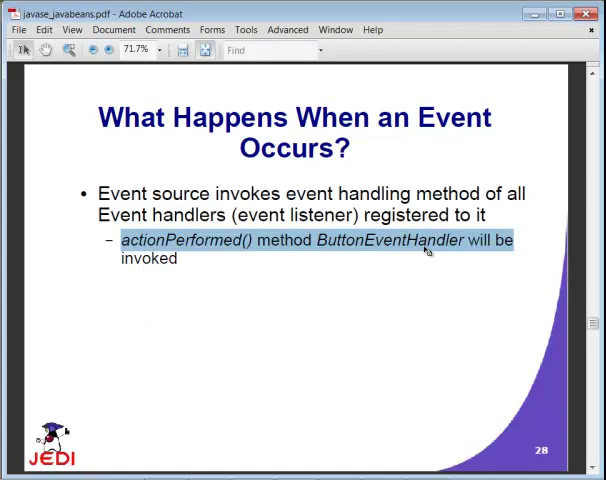 javase_javabeans.pdf - Adobe Acrobat
File Edit View Document Comments Forms Tools Advanced Window Help
71.7% Find
What Happens When an Event
Occurs?
• Event source invokes event handling method of all
Event handlers (event listener) registered to it
– actionPerformed() method ButtonEventHandler will be
invoked
28
JEDI